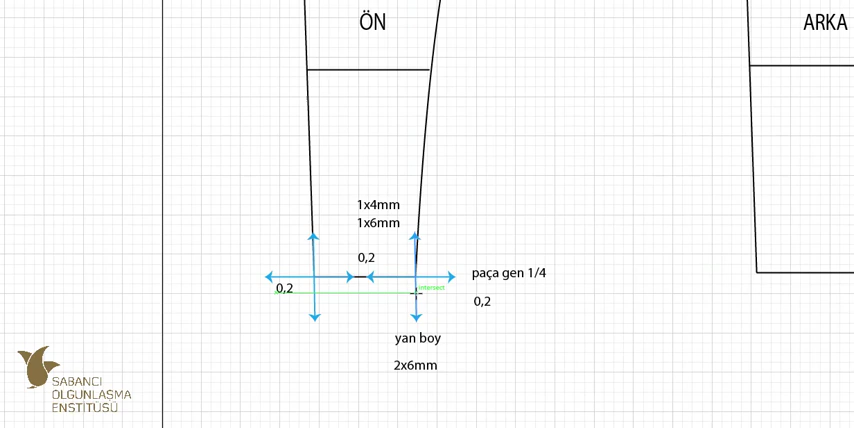 ÖN
ARKA
1x4mm
1x6mm
0,2
paça gen 1/4
0,2
intersect
0,2
yan boy
2x6mm
SABANCI
OLGUNLAŞMA
ENSTİTÜSÜ